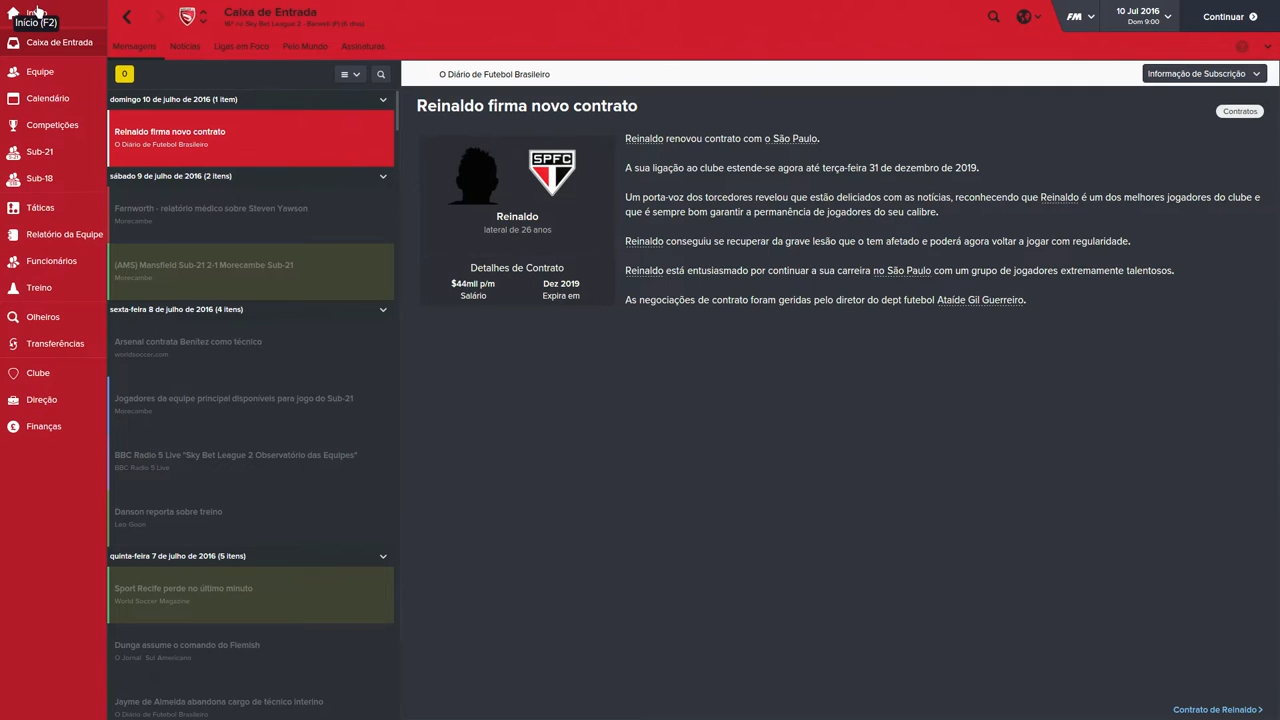 Início (F2)
Caixa de Entrada
Equipe
Calendário
Competições
Sub-21
Sub-18
Táticas
Relatório da Equipe
Funcionários
Treino
Olheiros
Transferências
Clube
Direção
Finanças
Caixa de Entrada
Mensagens
Notícias
Ligas em Foco
Pelo Mundo
Assinaturas
FM
10 Jul 2016
Dom 9:00
Continuar
0
domingo 10 de julho de 2016 (1 item)
Reinaldo firma novo contrato
O Diário de Futebol Brasileiro
sábado 9 de julho de 2016 (2 itens)
Farnworth - relatório médico sobre Steven Yawson
Morecambe
(AMS) Mansfield Sub-21 2-1 Morecambe Sub-21
Morecambe
sexta-feira 8 de julho de 2016 (4 itens)
Arsenal contrata Benítez como técnico
worldsoccer.com
Jogadores da equipe principal disponíveis para jogo do Sub-21
Morecambe
BBC Radio 5 Live "Sky Bet League 2 Observatório das Equipes"
BBC Radio 5 Live
Danson reporta sobre treino
Leo Goon
quinta-feira 7 de julho de 2016 (5 itens)
Sport Recife perde no último minuto
World Soccer Magazine
Dunga assume o comando do Flemish
O Jornal Sul Americano
Jayme de Almeida abandona cargo de técnico interino
O Diário de Futebol Brasileiro
O Diário de Futebol Brasileiro
Informação de Subscrição
Reinaldo firma novo contrato
Contratos
SPFC
Reinaldo
lateral de 26 anos
Detalhes de Contrato
$44mil p/m
Dez 2019
Salário
Expira em
Reinaldo renovou contrato com o São Paulo.
A sua ligação ao clube estende-se agora até terça-feira 31 de dezembro de 2019.
Um porta-voz dos torcedores revelou que estão deliciados com as notícias, reconhecendo que Reinaldo é um dos melhores jogadores do clube e
que é sempre bom garantir a permanência de jogadores do seu calibre.
Reinaldo conseguiu se recuperar da grave lesão que o tem afetado e poderá agora voltar a jogar com regularidade.
Reinaldo está entusiasmado por continuar a sua carreira no São Paulo com um grupo de jogadores extremamente talentosos.
As negociações de contrato foram geridas pelo diretor do dept futebol Ataíde Gil Guerreiro.
Contrato de Reinaldo >